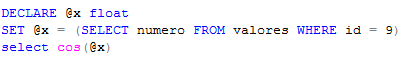 DECLARE @x float
SET @x = (SELECT numero FROM valores WHERE id = 9)
select cos(@x)